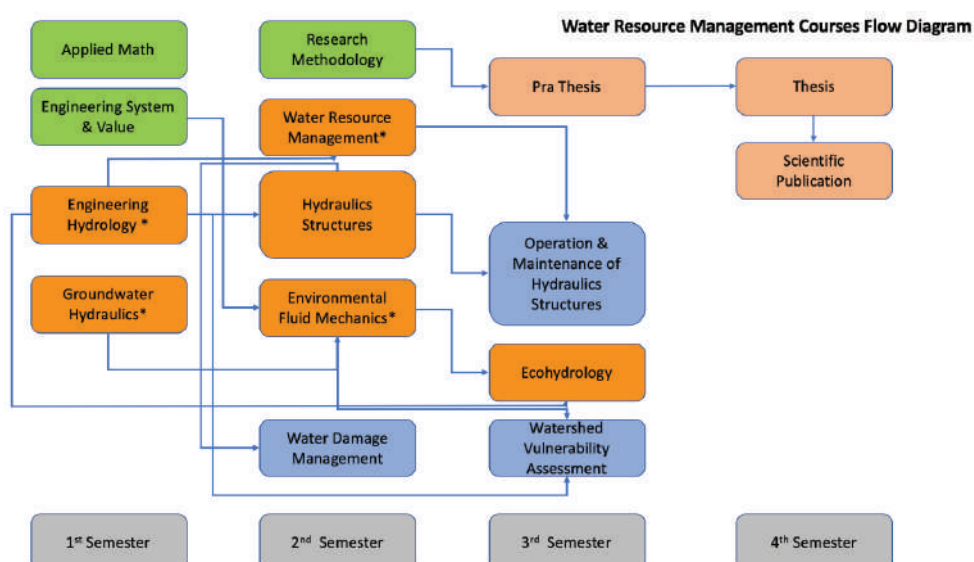 Water Resource Management Courses Flow Diagram
Applied Math
Engineering System
& Value
Engineering
Hydrology *
Groundwater
Hydraulics*
1st Semester
Research
Methodology
Water Resource
Management*
Hydraulics
Structures
Environmental
Fluid Mechanics*
Water Damage
Management
2nd Semester
Pra Thesis
Operation &
Maintenance of
Hydraulics
Structures
Ecohydrology
Watershed
Vulnerability
Assessment
3rd Semester
Thesis
Scientific
Publication
4th Semester